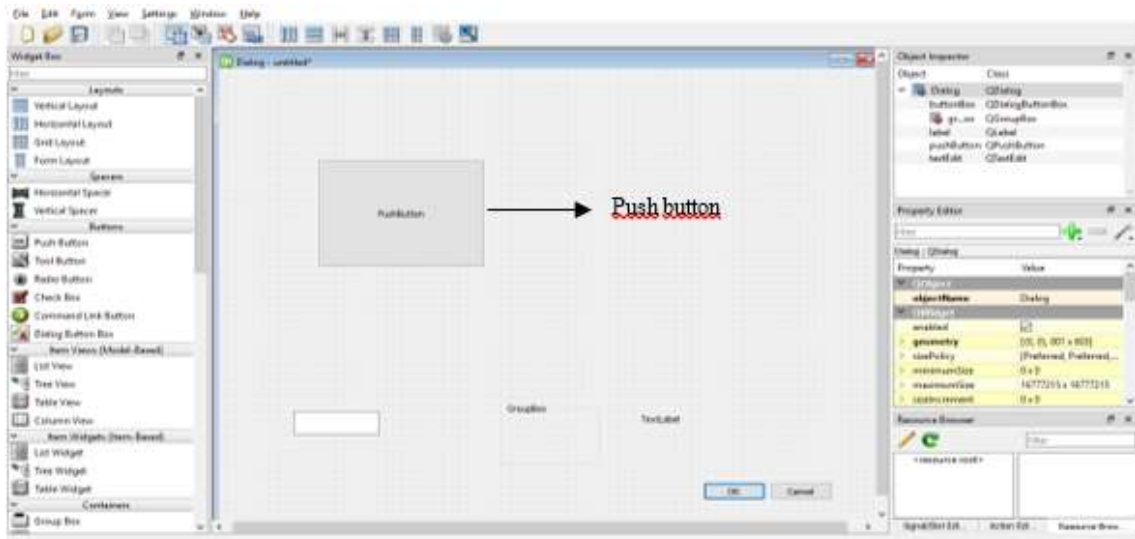 File Edit Form View Settings Window Help
Widget Box
Filter
Layouts
Vertical Layout
Horizontal Layout
Grid Layout
Form Layout
Spacers
Horizontal Spacer
Vertical Spacer
Buttons
Push Button
Tool Button
Radio Button
Check Box
Command Link Button
Dialog Button Box
Item Views (Model-Based)
List View
Tree View
Table View
Column View
Item Widgets (Item-Based)
List Widget
Tree Widget
Table Widget
Containers
Group Box
Dialog - untitled*
PushButton
Push button
GroupBox
TextLabel
OK
Cancel
Object Inspector
Object Class
Dialog QDialog
buttonBox QDialogButtonBox
gr...ox QGroupBox
label QLabel
pushButton QPushButton
textEdit QTextEdit
Property Editor
Filter
Dialog : QDialog
Property Value
QObject
objectName Dialog
QWidget
enabled
geometry
sizePolicy [Preferred, Preferred,...
minimumSize 0 x 0
maximumSize 16777215 x 16777215
sizeIncrement 0 x 0
Resource Browser
Filter
<resource root>
Signal/Slot Edi... Action Edi... Resource Brow...